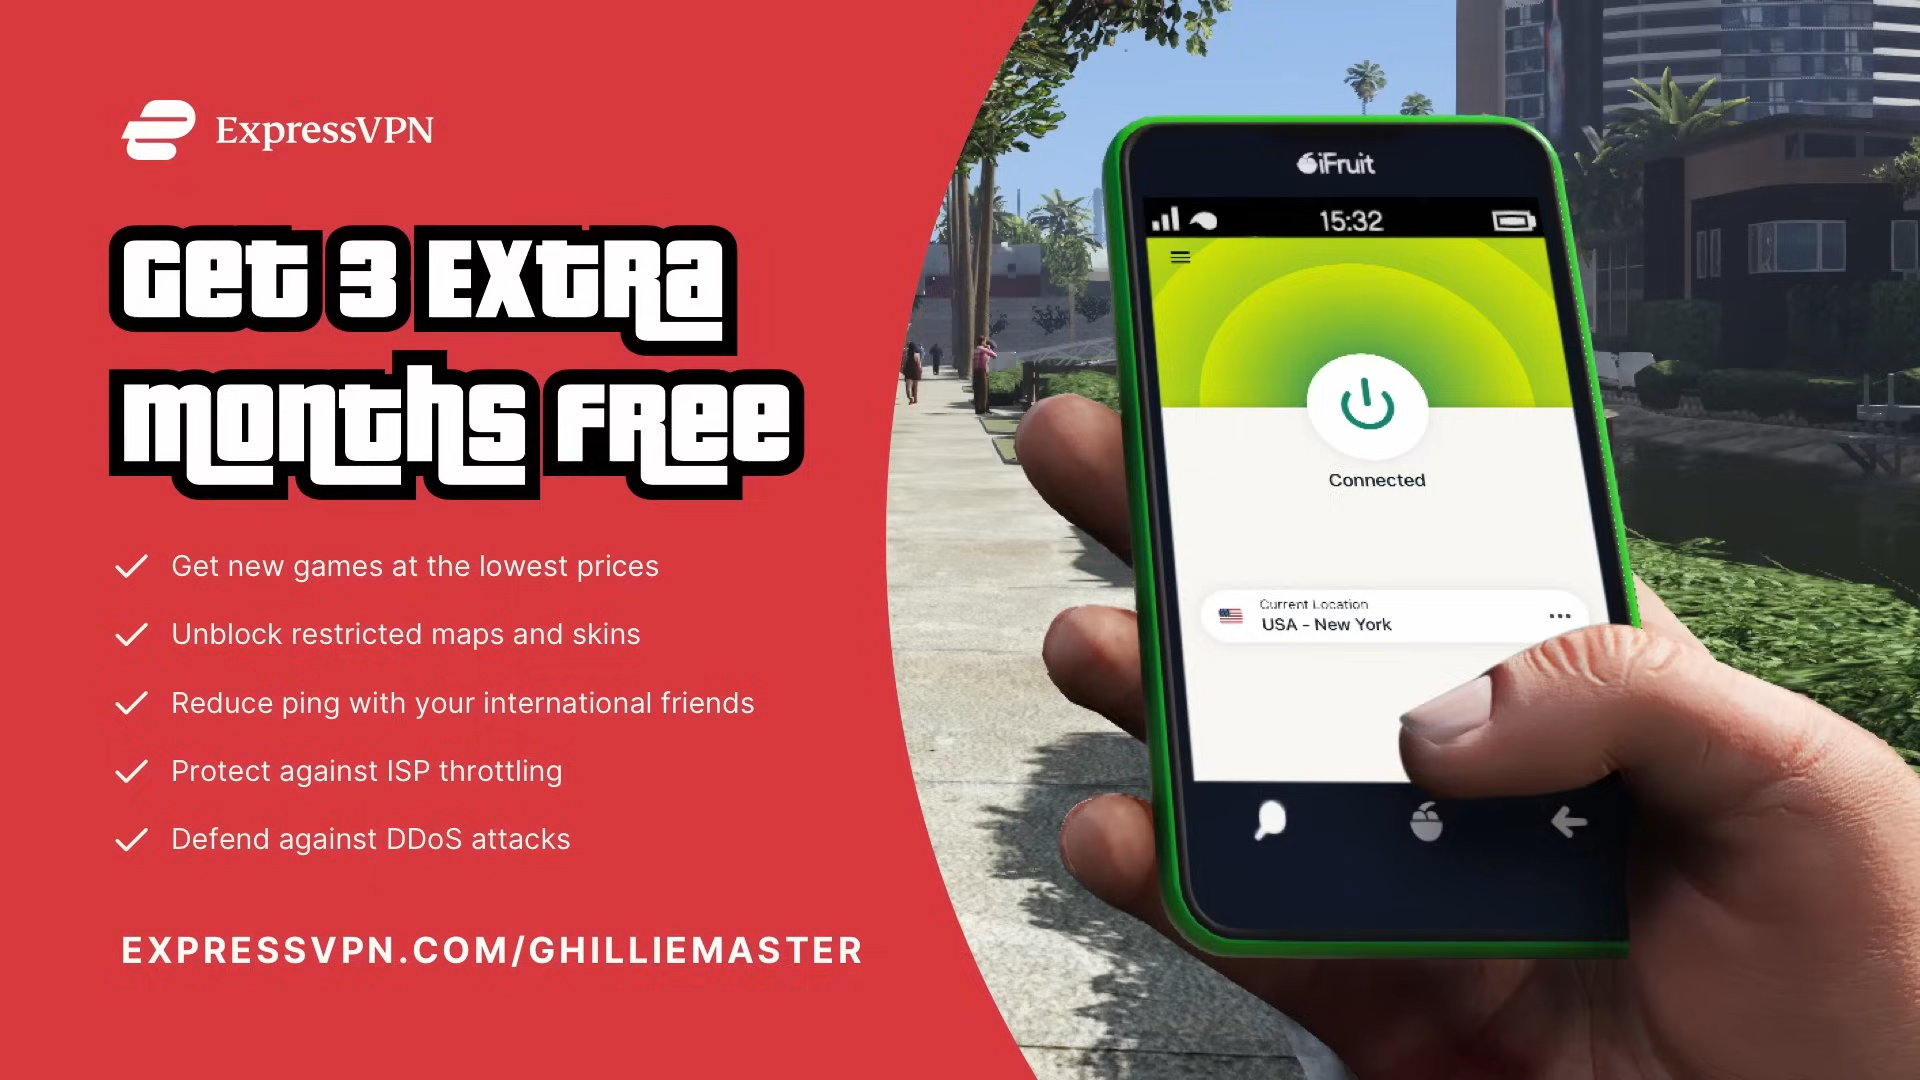 ExpressVPN
Get 3 Extra
months Free
Get new games at the lowest prices
Unblock restricted maps and skins
Reduce ping with your international friends
Protect against ISP throttling
Defend against DDoS attacks
EXPRESSVPN.COM/GHILLIEMASTER
iFruit
15:32
Connected
Current Location
USA - New York